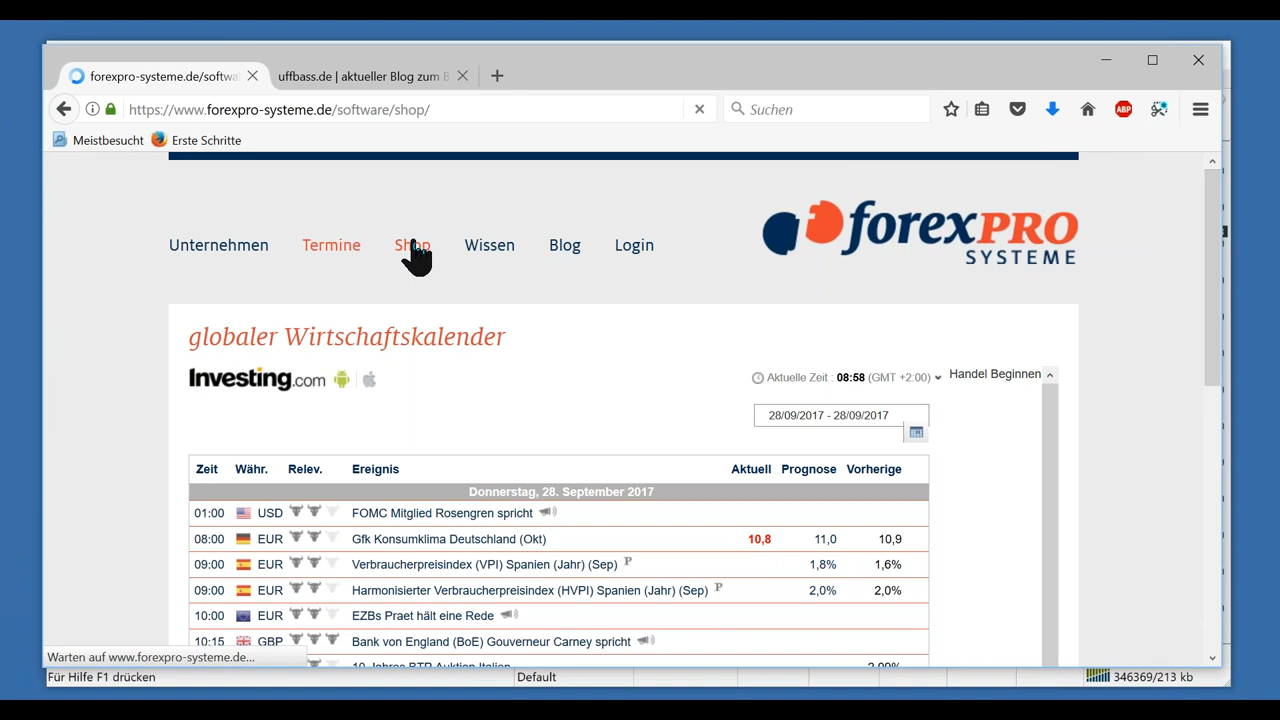 forexpro-systeme.de/softwa
uffbass.de | aktueller Blog zum B
https://www.forexpro-systeme.de/software/shop/
Suchen
ABP
Meistbesucht Erste Schritte
Unternehmen Termine Shop Wissen Blog Login
forexPRO
SYSTEME
globaler Wirtschaftskalender
Investing.com
Aktuelle Zeit : 08:58 (GMT +2:00)
Handel Beginnen
28/09/2017 - 28/09/2017
Zeit Währ. Relev. Ereignis Aktuell Prognose Vorherige
Donnerstag, 28. September 2017
01:00 USD FOMC Mitglied Rosengren spricht
08:00 EUR Gfk Konsumklima Deutschland (Okt) 10,8 11,0 10,9
09:00 EUR Verbraucherpreisindex (VPI) Spanien (Jahr) (Sep) P 1,8% 1,6%
09:00 EUR Harmonisierter Verbraucherpreisindex (HVPI) Spanien (Jahr) (Sep) P 2,0% 2,0%
10:00 EUR EZBs Praet hält eine Rede
10:15 GBP Bank von England (BoE) Gouverneur Carney spricht
10-Jahres BTP-Auktion Italien
Warten auf www.forexpro-systeme.de...
Für Hilfe F1 drücken
Default
346369/213 kb